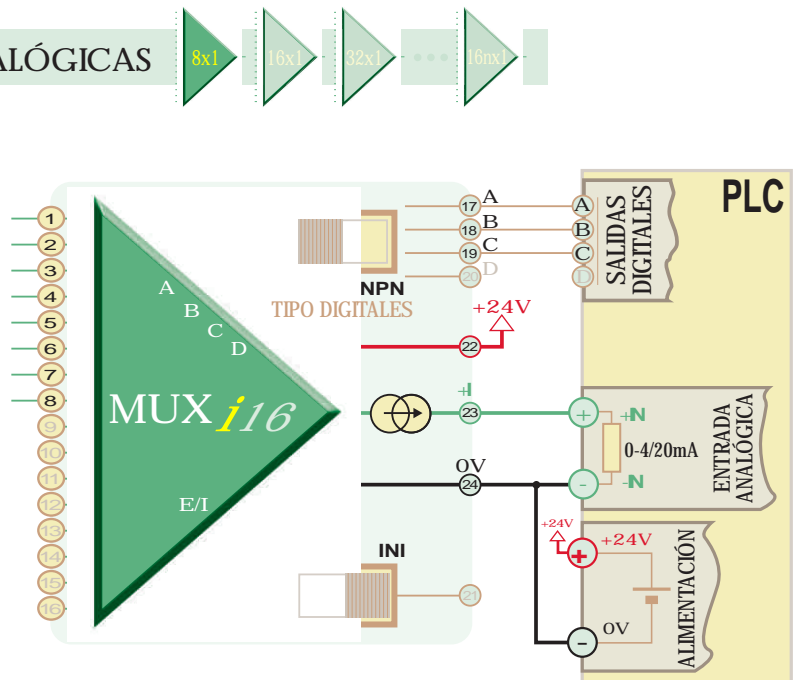 ALÓGICAS
8x1
16x1
32x1
16nx1
PLC
1
2
3
4
5
6
7
8
9
10
11
12
13
14
15
16
A
B
C
D
MUX i16
E/I
NPN
TIPO DIGITALES
17 A
18 B
19 C
20 D
+24V
22
+I
23
0V
24
INI
21
A
B
C
D
SALIDAS
DIGITALES
+
+IN
0-4/20mA
-
-IN
ENTRADA
ANALÓGICA
+24V
+
+24V
0V
-
ALIMENTACIÓN